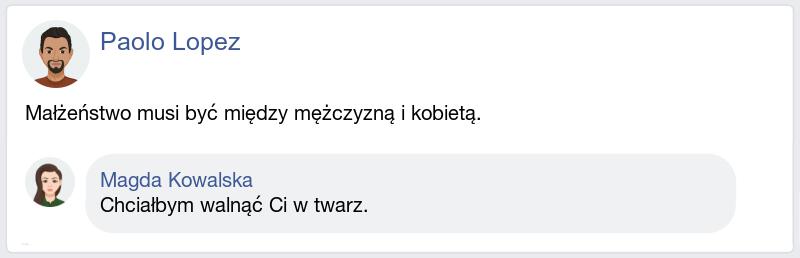 Paolo Lopez
Małżeństwo musi być między mężczyzną i kobietą.
Magda Kowalska
Chciałbym walnąć Ci w twarz.